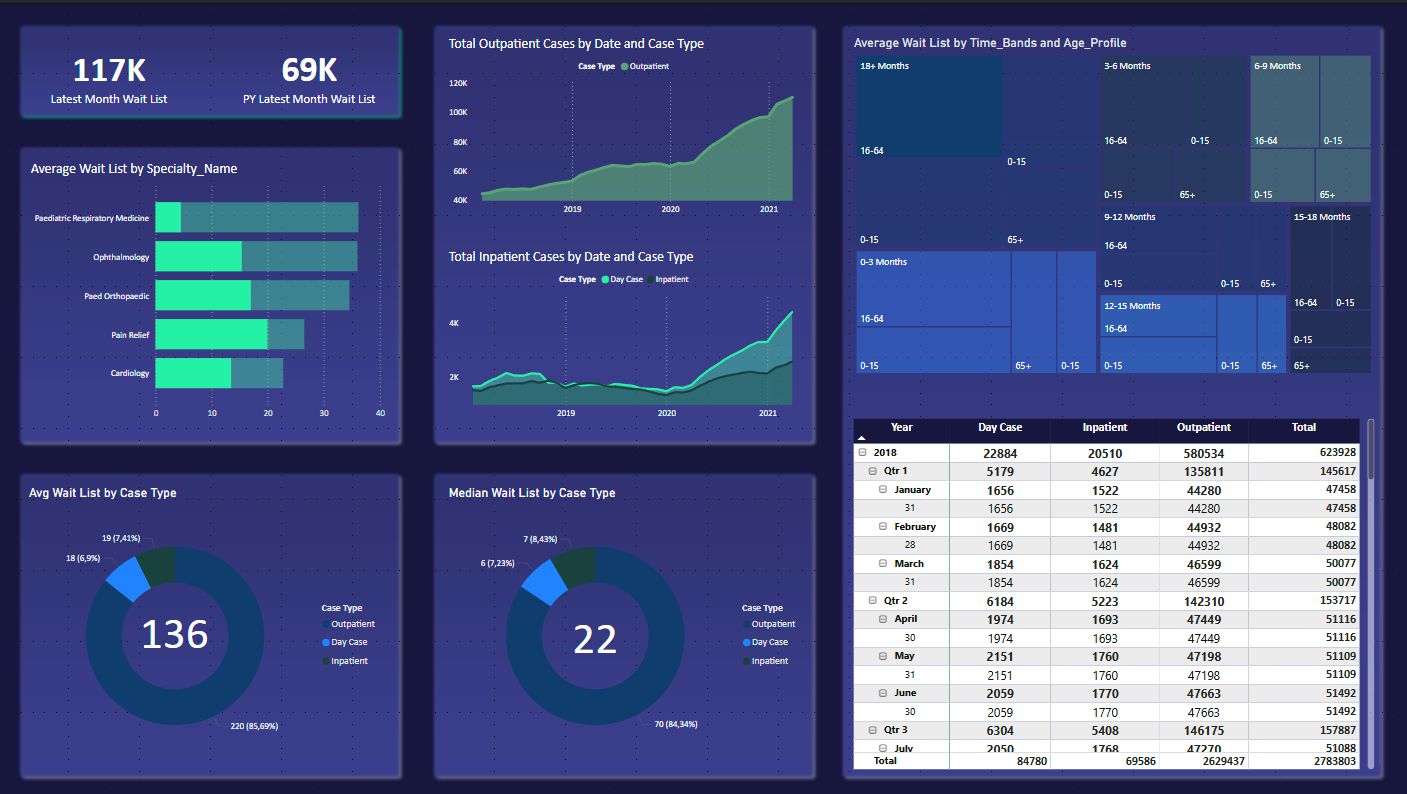 117K
Latest Month Wait List
69K
PY Latest Month Wait List
Average Wait List by Specialty_Name
Paediatric Respiratory Medicine
Ophthalmology
Paed Orthopaedic
Pain Relief
Cardiology
0 10 20 30 40
Total Outpatient Cases by Date and Case Type
Case Type Outpatient
120K
100K
80K
60K
40K
2019 2020 2021
Total Inpatient Cases by Date and Case Type
Case Type Day Case Inpatient
4K
2K
2019 2020 2021
Avg Wait List by Case Type
19 (7,41%)
18 (6,9%)
136
220 (85,69%)
Case Type
Outpatient
Day Case
Inpatient
Median Wait List by Case Type
7 (8,43%)
6 (7,23%)
22
70 (84,34%)
Case Type
Outpatient
Day Case
Inpatient
Average Wait List by Time_Bands and Age_Profile
18+ Months
16-64
0-15
0-15
65+
3-6 Months
16-64
0-15
0-15
65+
6-9 Months
16-64
0-15
0-15
65+
0-3 Months
16-64
0-15
65+
0-15
9-12 Months
16-64
0-15
0-15
65+
12-15 Months
16-64
0-15
0-15
65+
15-18 Months
16-64
0-15
0-15
65+
Year Day Case Inpatient Outpatient Total
2018 22884 20510 580534 623928
Qtr 1 5179 4627 135811 145617
January 1656 1522 44280 47458
31 1656 1522 44280 47458
February 1669 1481 44932 48082
28 1669 1481 44932 48082
March 1854 1624 46599 50077
31 1854 1624 46599 50077
Qtr 2 6184 5223 142310 153717
April 1974 1693 47449 51116
30 1974 1693 47449 51116
May 2151 1760 47198 51109
31 2151 1760 47198 51109
June 2059 1770 47663 51492
30 2059 1770 47663 51492
Qtr 3 6304 5408 146175 157887
July 2050 1768 47270 51088
Total 84780 69586 2629437 2783803